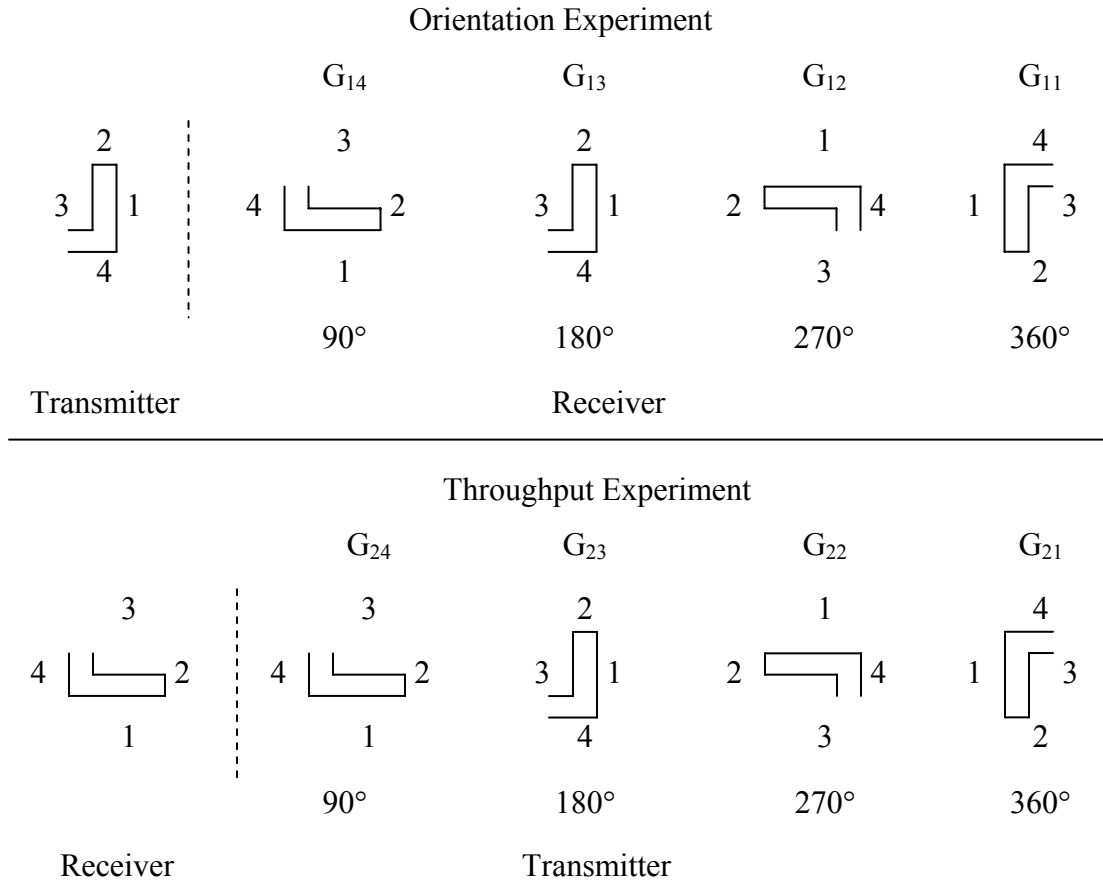 Orientation Experiment
G₁₄ G₁₃ G₁₂ G₁₁
2 3 2 1 4
3 1 4 2 3 1 2 4 1 3
4 1 4 3 2
90° 180° 270° 360°
Transmitter Receiver
Throughput Experiment
G₂₄ G₂₃ G₂₂ G₂₁
3 3 2 1 4
4 2 4 2 3 1 2 4 1 3
1 1 4 3 2
90° 180° 270° 360°
Receiver Transmitter